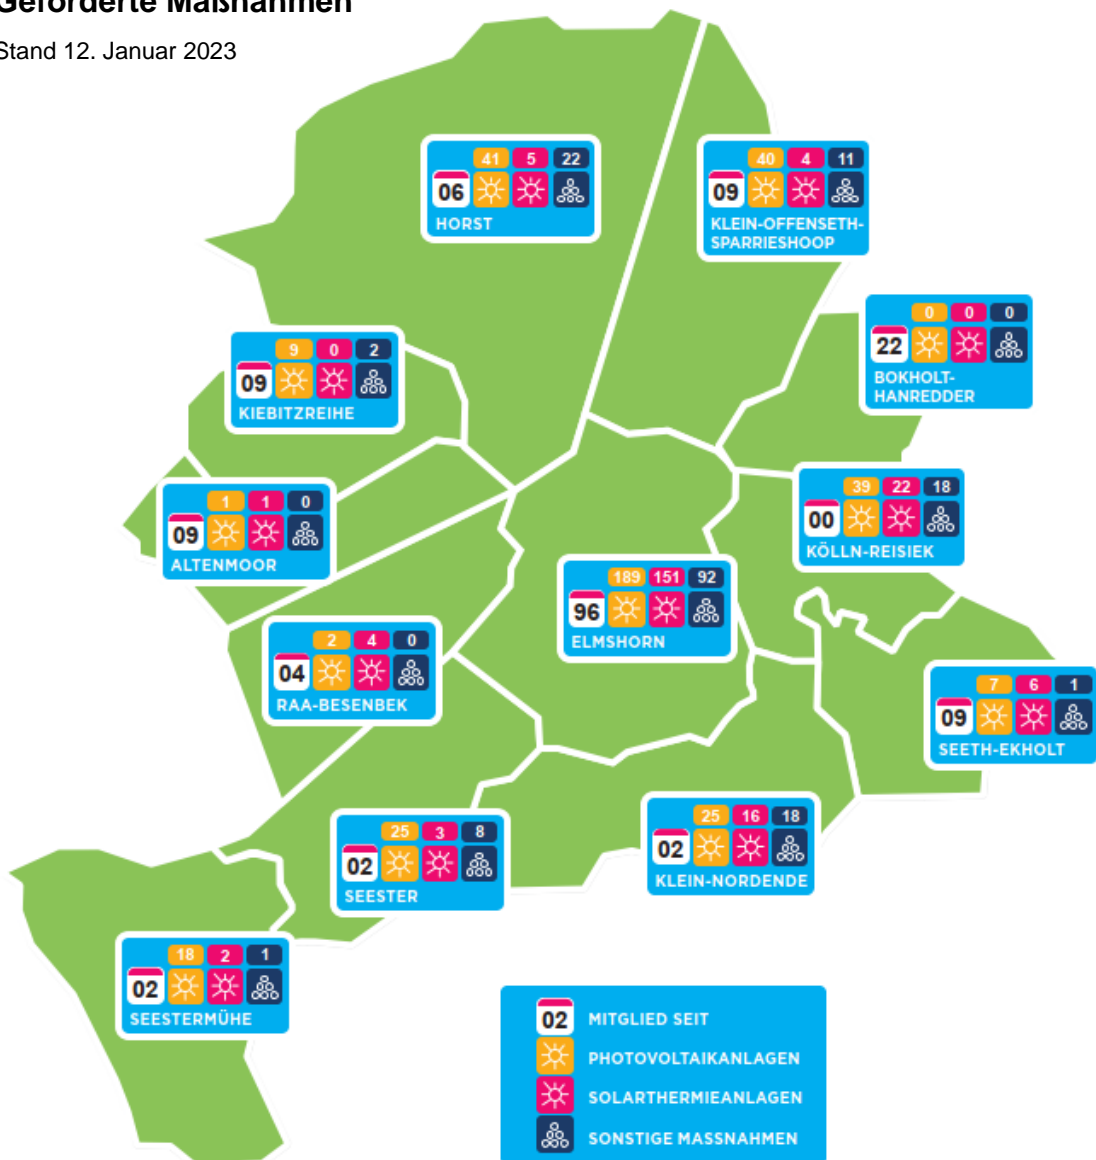 Geförderte Maßnahmen
Stand 12. Januar 2023
41 5 22
06
HORST
40 4 11
09
KLEIN-OFFENSETH-
SPARRIESHOOP
0 0 0
22
BOKHOLT-
HANREDDER
9 0 2
09
KIEBITZREIHE
39 22 18
00
KÖLLN-REISIEK
1 1 0
09
ALTENMOOR
189 151 92
96
ELMSHORN
2 4 0
04
RAA-BESENBEK
7 6 1
09
SEETH-EKHOLT
25 3 8
02
SEESTER
25 16 18
02
KLEIN-NORDENDE
18 2 1
02
SEESTERMÜHE
02 MITGLIED SEIT
PHOTOVOLTAIKANLAGEN
SOLARTHERMIEANLAGEN
SONSTIGE MASSNAHMEN